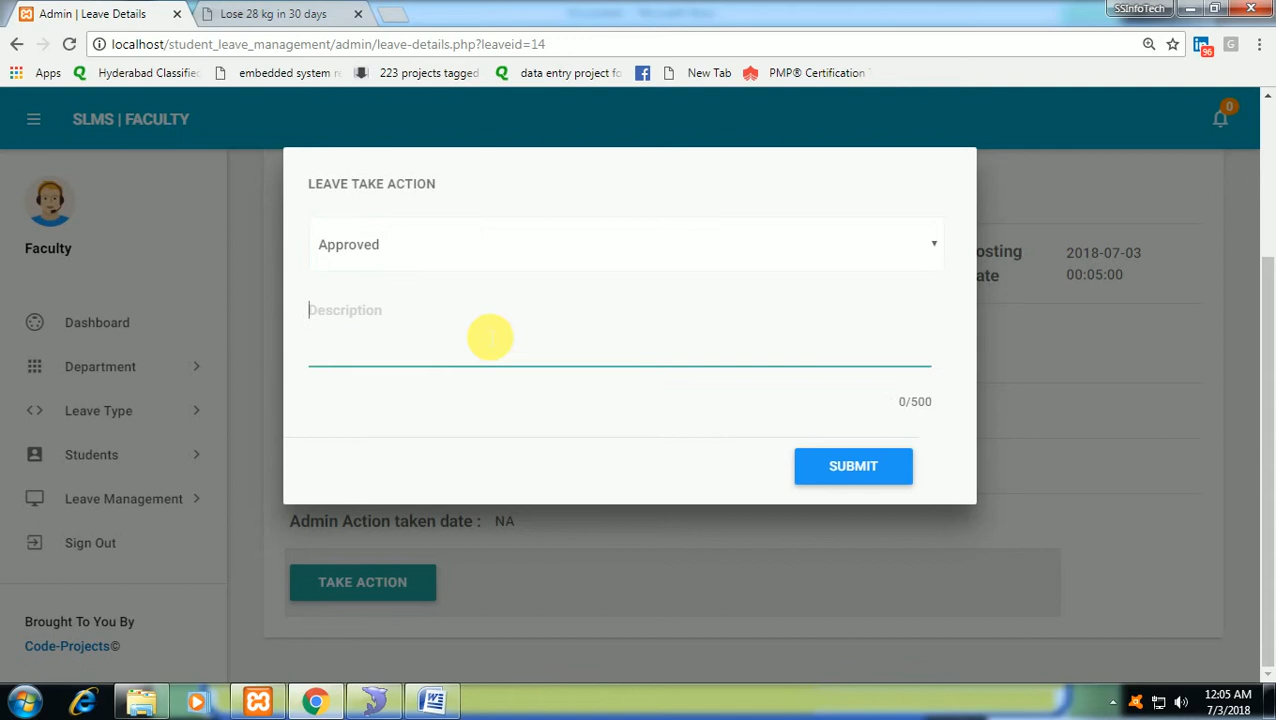 Admin | Leave Details
Lose 28 kg in 30 days
SSInfoTech
localhost/student_leave_management/admin/leave-details.php?leaveid=14
96
G
Apps
Hyderabad Classified
embedded system re
223 projects tagged
data entry project fo
New Tab
PMP® Certification T
SLMS | FACULTY
0
Faculty
Dashboard
Department
Leave Type
Students
Leave Management
Sign Out
Brought To You By
Code-Projects©
LEAVE TAKE ACTION
Approved
Description
0/500
SUBMIT
osting
ate
2018-07-03
00:05:00
Admin Action taken date : NA
TAKE ACTION
12:05 AM
7/3/2018